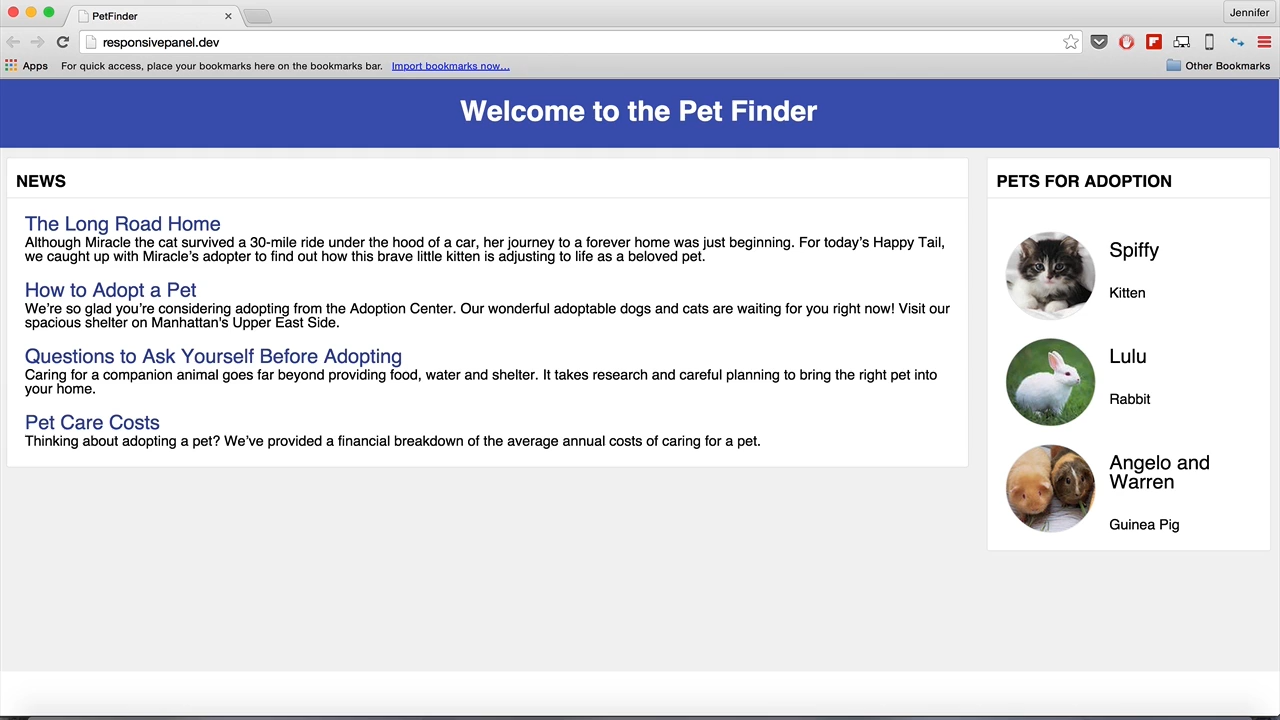 PetFinder
Jennifer
responsivepanel.dev
Apps For quick access, place your bookmarks here on the bookmarks bar. Import bookmarks now... Other Bookmarks
Welcome to the Pet Finder
NEWS
The Long Road Home
Although Miracle the cat survived a 30-mile ride under the hood of a car, her journey to a forever home was just beginning. For today’s Happy Tail,
we caught up with Miracle’s adopter to find out how this brave little kitten is adjusting to life as a beloved pet.
How to Adopt a Pet
We’re so glad you’re considering adopting from the Adoption Center. Our wonderful adoptable dogs and cats are waiting for you right now! Visit our
spacious shelter on Manhattan's Upper East Side.
Questions to Ask Yourself Before Adopting
Caring for a companion animal goes far beyond providing food, water and shelter. It takes research and careful planning to bring the right pet into
your home.
Pet Care Costs
Thinking about adopting a pet? We’ve provided a financial breakdown of the average annual costs of caring for a pet.
PETS FOR ADOPTION
Spiffy
Kitten
Lulu
Rabbit
Angelo and
Warren
Guinea Pig